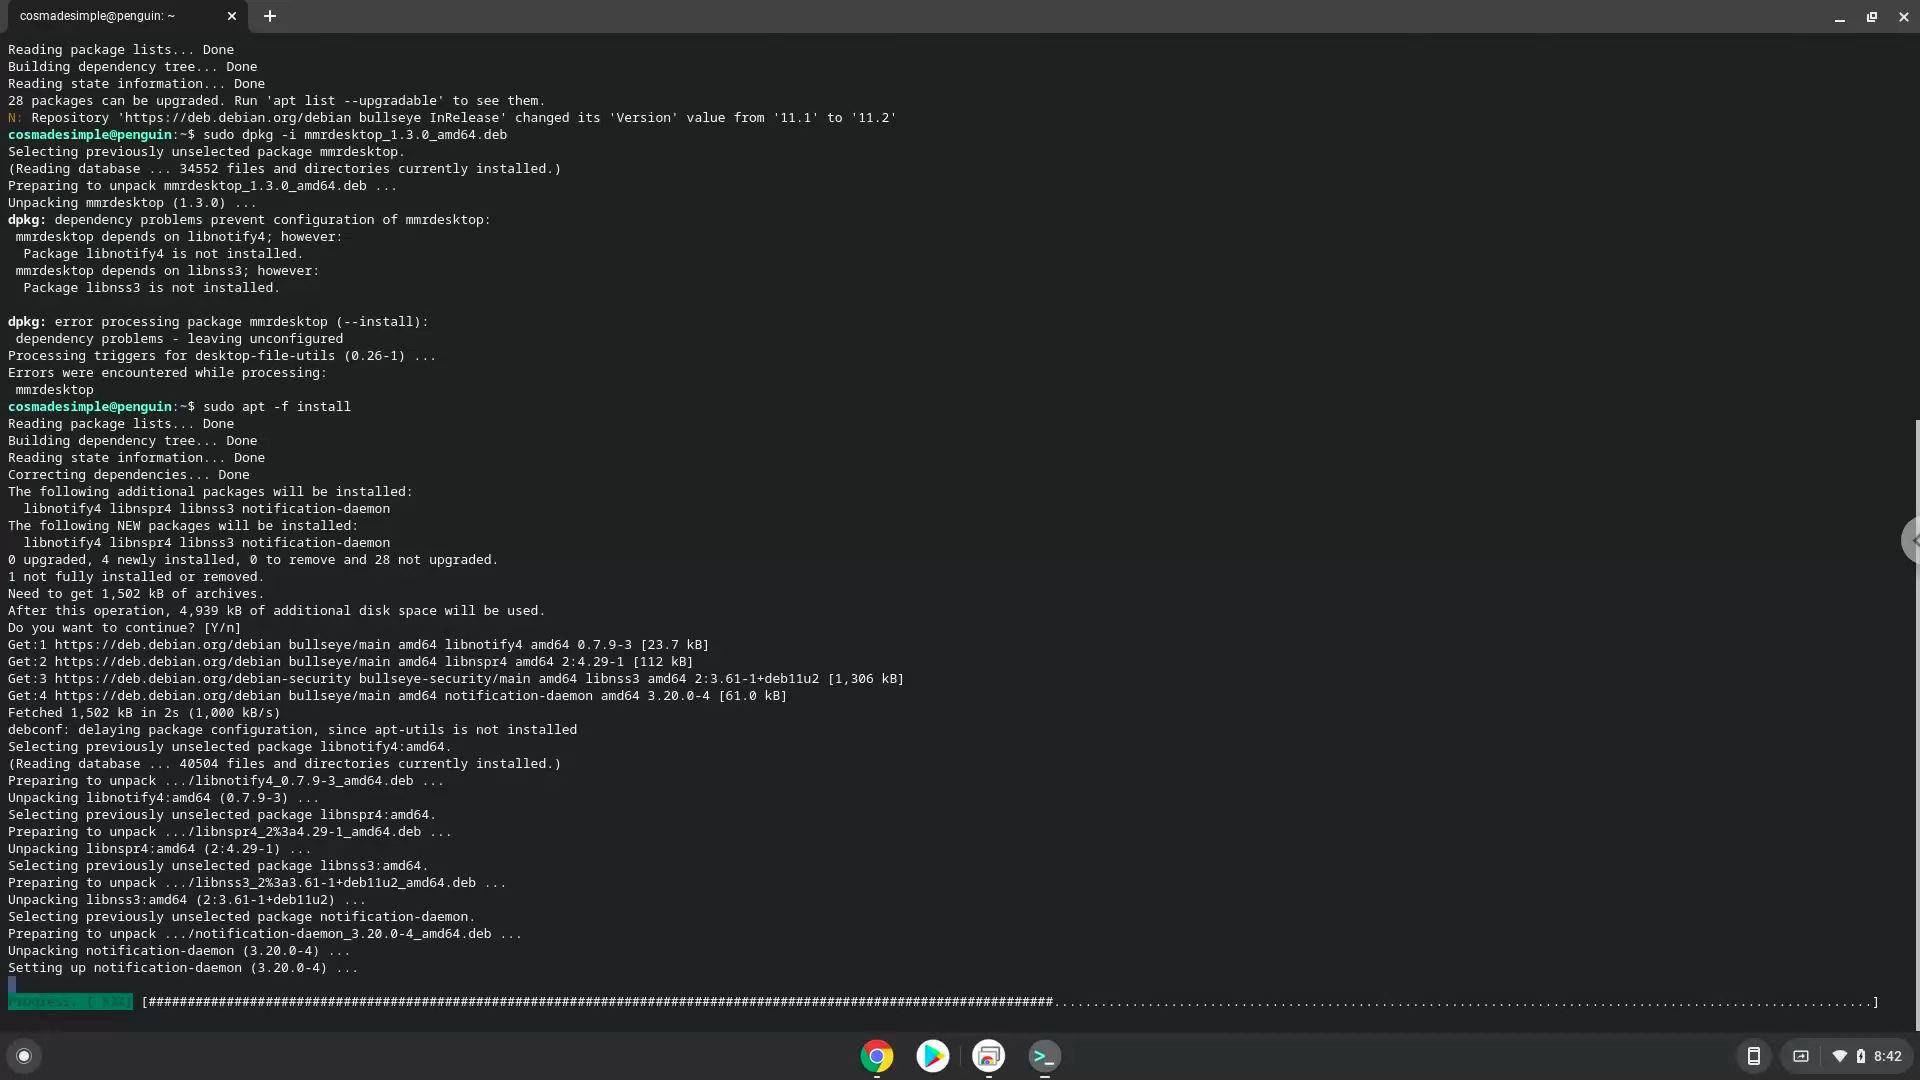 cosmadesimple@penguin: ~
Reading package lists... Done
Building dependency tree... Done
Reading state information... Done
28 packages can be upgraded. Run 'apt list --upgradable' to see them.
N: Repository 'https://deb.debian.org/debian bullseye InRelease' changed its 'Version' value from '11.1' to '11.2'
cosmadesimple@penguin:~$ sudo dpkg -i mmrdesktop_1.3.0_amd64.deb
Selecting previously unselected package mmrdesktop.
(Reading database ... 34552 files and directories currently installed.)
Preparing to unpack mmrdesktop_1.3.0_amd64.deb ...
Unpacking mmrdesktop (1.3.0) ...
dpkg: dependency problems prevent configuration of mmrdesktop:
 mmrdesktop depends on libnotify4; however:
  Package libnotify4 is not installed.
 mmrdesktop depends on libnss3; however:
  Package libnss3 is not installed.
dpkg: error processing package mmrdesktop (--install):
 dependency problems - leaving unconfigured
Processing triggers for desktop-file-utils (0.26-1) ...
Errors were encountered while processing:
 mmrdesktop
cosmadesimple@penguin:~$ sudo apt -f install
Reading package lists... Done
Building dependency tree... Done
Reading state information... Done
Correcting dependencies... Done
The following additional packages will be installed:
  libnotify4 libnspr4 libnss3 notification-daemon
The following NEW packages will be installed:
  libnotify4 libnspr4 libnss3 notification-daemon
0 upgraded, 4 newly installed, 0 to remove and 28 not upgraded.
1 not fully installed or removed.
Need to get 1,502 kB of archives.
After this operation, 4,939 kB of additional disk space will be used.
Do you want to continue? [Y/n]
Get:1 https://deb.debian.org/debian bullseye/main amd64 libnotify4 amd64 0.7.9-3 [23.7 kB]
Get:2 https://deb.debian.org/debian bullseye/main amd64 libnspr4 amd64 2:4.29-1 [112 kB]
Get:3 https://deb.debian.org/debian-security bullseye-security/main amd64 libnss3 amd64 2:3.61-1+deb11u2 [1,306 kB]
Get:4 https://deb.debian.org/debian bullseye/main amd64 notification-daemon amd64 3.20.0-4 [61.0 kB]
Fetched 1,502 kB in 2s (1,000 kB/s)
debconf: delaying package configuration, since apt-utils is not installed
Selecting previously unselected package libnotify4:amd64.
(Reading database ... 40504 files and directories currently installed.)
Preparing to unpack .../libnotify4_0.7.9-3_amd64.deb ...
Unpacking libnotify4:amd64 (0.7.9-3) ...
Selecting previously unselected package libnspr4:amd64.
Preparing to unpack .../libnspr4_2%3a4.29-1_amd64.deb ...
Unpacking libnspr4:amd64 (2:4.29-1) ...
Selecting previously unselected package libnss3:amd64.
Preparing to unpack .../libnss3_2%3a3.61-1+deb11u2_amd64.deb ...
Unpacking libnss3:amd64 (2:3.61-1+deb11u2) ...
Selecting previously unselected package notification-daemon.
Preparing to unpack .../notification-daemon_3.20.0-4_amd64.deb ...
Unpacking notification-daemon (3.20.0-4) ...
Setting up notification-daemon (3.20.0-4) ...
Progress:
8:42